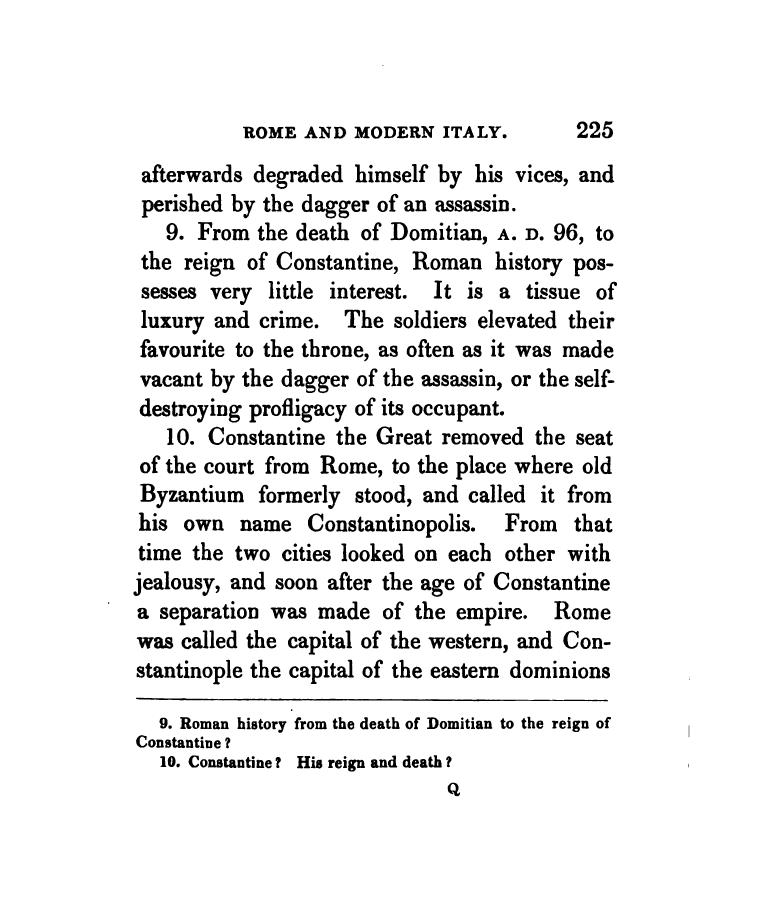 ROME AND MODERN ITALY. 225
afterwards degraded himself by his vices, and
perished by the dagger of an assassin.
9. From the death of Domitian, A. D. 96, to
the reign of Constantine, Roman history pos-
sesses very little interest. It is a tissue of
luxury and crime. The soldiers elevated their
favourite to the throne, as often as it was made
vacant by the dagger of the assassin, or the self-
destroying profligacy of its occupant.
10. Constantine the Great removed the seat
of the court from Rome, to the place where old
Byzantium formerly stood, and called it from
his own name Constantinopolis. From that
time the two cities looked on each other with
jealousy, and soon after the age of Constantine
a separation was made of the empire. Rome
was called the capital of the western, and Con-
stantinople the capital of the eastern dominions
9. Roman history from the death of Domitian to the reign of
Constantine?
10. Constantine? His reign and death?
Q